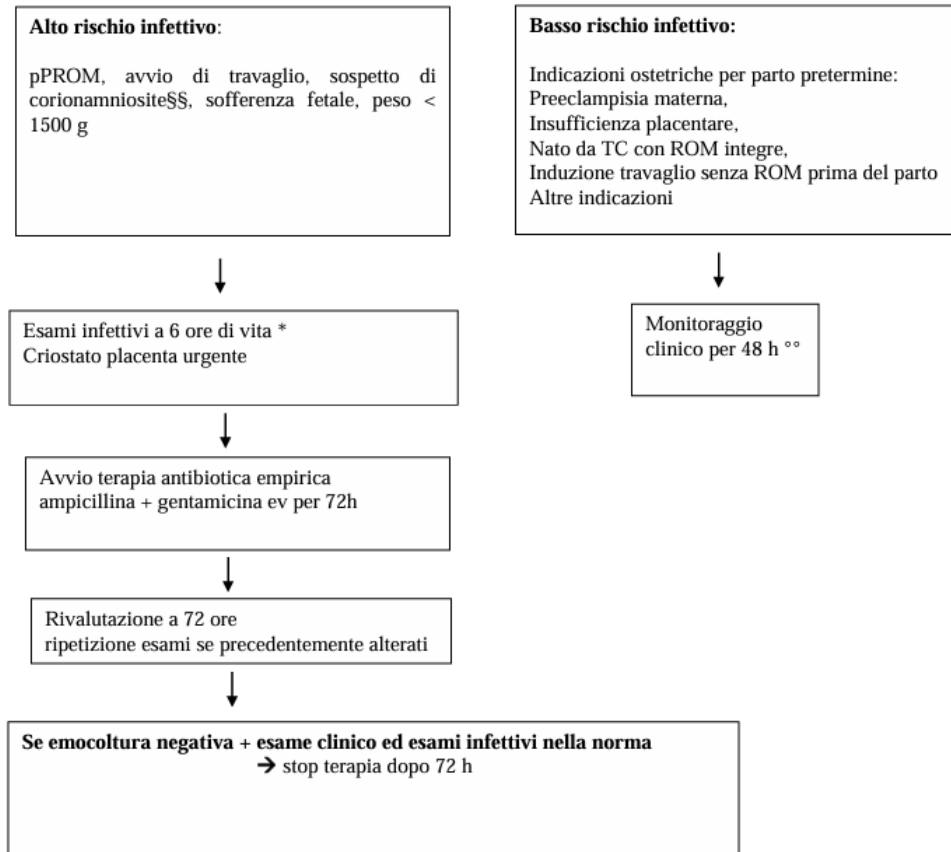 Alto rischio infettivo:
pPROM, avvio di travaglio, sospetto di
corionamniosite§§, sofferenza fetale, peso <
1500 g
Basso rischio infettivo:
Indicazioni ostetriche per parto pretermine:
Preeclampisia materna,
Insufficienza placentare,
Nato da TC con ROM integre,
Induzione travaglio senza ROM prima del parto
Altre indicazioni
Esami infettivi a 6 ore di vita *
Criostato placenta urgente
Monitoraggio
clinico per 48 h °°
Avvio terapia antibiotica empirica
ampicillina + gentamicina ev per 72h
Rivalutazione a 72 ore
ripetizione esami se precedentemente alterati
Se emocoltura negativa + esame clinico ed esami infettivi nella norma
➔ stop terapia dopo 72 h